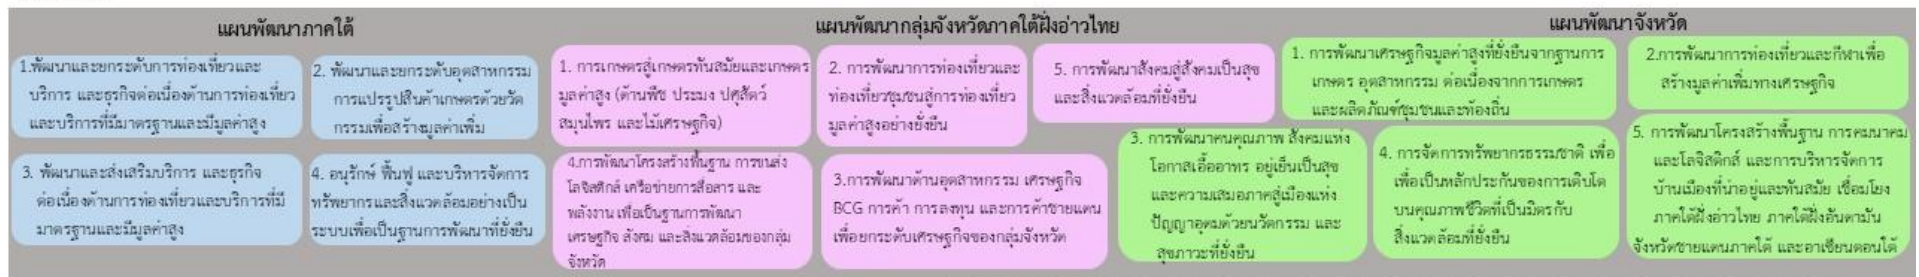 แผนพัฒนาภาคใต้
1.พัฒนาและยกระดับการท่องเที่ยวและ
บริการ และธุรกิจต่อเนื่องด้านการท่องเที่ยว
และบริการที่มีมาตรฐานและมีมูลค่าสูง
2. พัฒนาและยกระดับอุตสาหกรรม
การแปรรูปสินค้าเกษตรด้วยวัต
กรรมเพื่อสร้างมูลค่าเพิ่ม
3. พัฒนาและส่งเสริมบริการ และธุรกิจ
ต่อเนื่องด้านการท่องเที่ยวและบริการที่มี
มาตรฐานและมีมูลค่าสูง
4. อนุรักษ์ ฟื้นฟู และบริหารจัดการ
ทรัพยากรและสิ่งแวดล้อมอย่างเป็น
ระบบเพื่อเป็นฐานการพัฒนาที่ยั่งยืน
แผนพัฒนากลุ่มจังหวัดภาคใต้ฝั่งอ่าวไทย
1. การเกษตรสู่เกษตรทันสมัยและเกษตร
มูลค่าสูง (ด้านพืช ประมง ปศุสัตว์
สมุนไพร และไม้เศรษฐกิจ)
2. การพัฒนาการท่องเที่ยวและ
ท่องเที่ยวชุมชนสู่การท่องเที่ยว
มูลค่าสูงอย่างยั่งยืน
5. การพัฒนาสังคมสู่สังคมเป็นสุข
และสิ่งแวดล้อมที่ยั่งยืน
4.การพัฒนาโครงสร้างพื้นฐาน การขนส่ง
โลจิสติกส์ เครือข่ายการสื่อสาร และ
พลังงาน เพื่อเป็นฐานการพัฒนา
เศรษฐกิจ สังคม และสิ่งแวดล้อมของกลุ่ม
จังหวัด
3.การพัฒนาด้านอุตสาหกรรม เศรษฐกิจ
BCG การค้า การลงทุน และการค้าชายแดน
เพื่อยกระดับเศรษฐกิจของกลุ่มจังหวัด
แผนพัฒนาจังหวัด
1. การพัฒนาเศรษฐกิจมูลค่าสูงที่ยั่งยืนจากฐานการ
เกษตร อุตสาหกรรม ต่อเนื่องจากการเกษตร
และผลิตภัณฑ์ชุมชนและท้องถิ่น
2.การพัฒนาการท่องเที่ยวและกีฬาเพื่อ
สร้างมูลค่าเพิ่มทางเศรษฐกิจ
3. การพัฒนาคนคุณภาพ สังคมแห่ง
โอกาสเอื้ออาทร อยู่เย็นเป็นสุข
และความเสมอภาคสู่เมืองแห่ง
ปัญญาอุดมด้วยนวัตกรรม และ
สุขภาวะที่ยั่งยืน
4. การจัดการทรัพยากรธรรมชาติ เพื่อ
เพื่อเป็นหลักประกันของการเติบโต
บนคุณภาพชีวิตที่เป็นมิตรกับ
สิ่งแวดล้อมที่ยั่งยืน
5. การพัฒนาโครงสร้างพื้นฐาน การคมนาคม
และโลจิสติกส์ และการบริหารจัดการ
บ้านเมืองที่น่าอยู่และทันสมัย เชื่อมโยง
ภาคใต้ฝั่งอ่าวไทย ภาคใต้ฝั่งอันดามัน
จังหวัดชายแดนภาคใต้ และอาเซียนตอนใต้